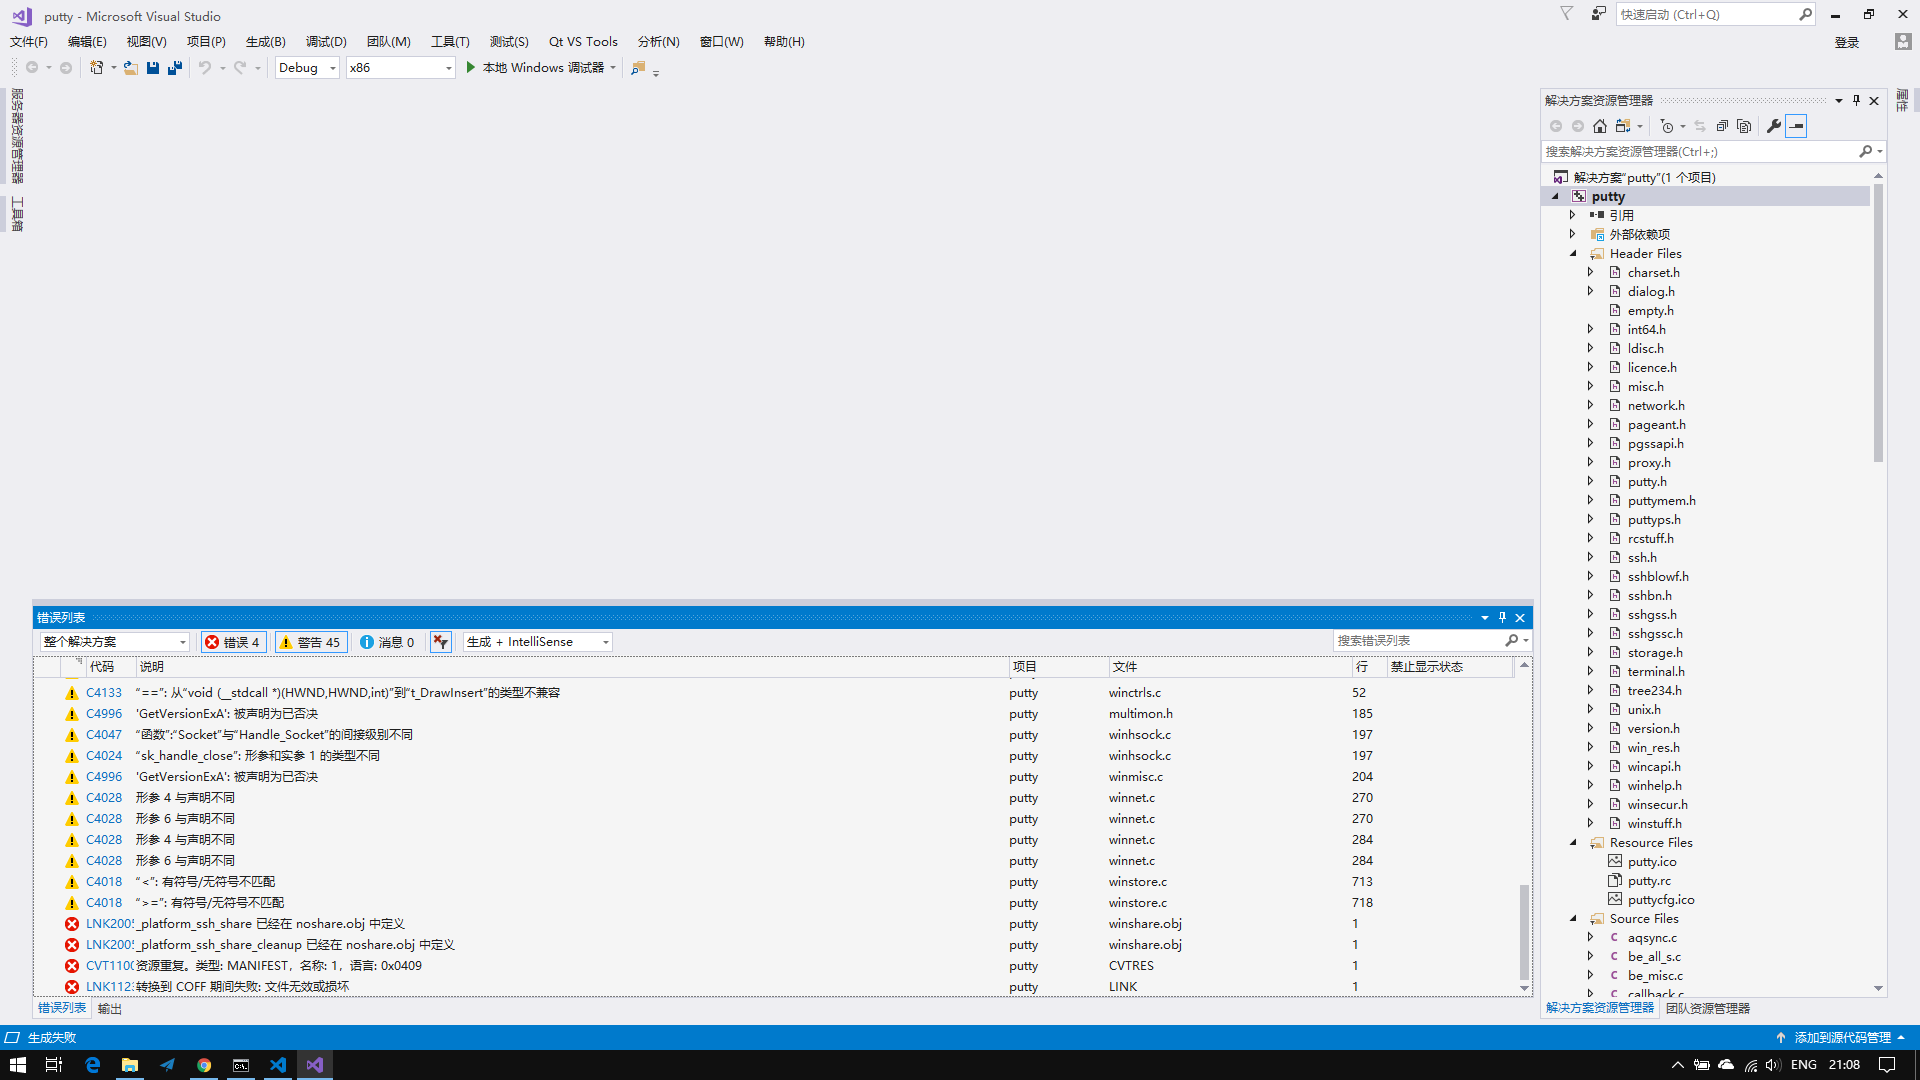 putty - Microsoft Visual Studio
快速启动 (Ctrl+Q)
文件(F) 编辑(E) 视图(V) 项目(P) 生成(B) 调试(D) 团队(M) 工具(T) 测试(S) Qt VS Tools 分析(N) 窗口(W) 帮助(H)
登录
Debug x86 本地 Windows 调试器
服务器资源管理器
工具箱
属性
解决方案资源管理器
搜索解决方案资源管理器(Ctrl+;)
解决方案"putty"(1 个项目)
putty
引用
外部依赖项
Header Files
charset.h
dialog.h
empty.h
int64.h
ldisc.h
licence.h
misc.h
network.h
pageant.h
pgssapi.h
proxy.h
putty.h
puttymem.h
puttyps.h
rcstuff.h
ssh.h
sshblowf.h
sshbn.h
sshgss.h
sshgssc.h
storage.h
terminal.h
tree234.h
unix.h
version.h
win_res.h
wincapi.h
winhelp.h
winsecur.h
winstuff.h
Resource Files
putty.ico
putty.rc
puttycfg.ico
Source Files
aqsync.c
be_all_s.c
be_misc.c
callback.c
解决方案资源管理器 团队资源管理器
错误列表
整个解决方案 错误 4 警告 45 消息 0 生成 + IntelliSense 搜索错误列表
代码 说明 项目 文件 行 禁止显示状态
C4133 "==": 从"void (__stdcall *)(HWND,HWND,int)"到"t_DrawInsert"的类型不兼容 putty winctrls.c 52
C4996 'GetVersionExA': 被声明为已否决 putty multimon.h 185
C4047 "函数":"Socket"与"Handle_Socket"的间接级别不同 putty winhsock.c 197
C4024 "sk_handle_close": 形参和实参 1 的类型不同 putty winhsock.c 197
C4996 'GetVersionExA': 被声明为已否决 putty winmisc.c 204
C4028 形参 4 与声明不同 putty winnet.c 270
C4028 形参 6 与声明不同 putty winnet.c 270
C4028 形参 4 与声明不同 putty winnet.c 284
C4028 形参 6 与声明不同 putty winnet.c 284
C4018 "<": 有符号/无符号不匹配 putty winstore.c 713
C4018 ">=": 有符号/无符号不匹配 putty winstore.c 718
LNK2005 _platform_ssh_share 已经在 noshare.obj 中定义 putty winshare.obj 1
LNK2005 _platform_ssh_share_cleanup 已经在 noshare.obj 中定义 putty winshare.obj 1
CVT1100 资源重复。类型: MANIFEST，名称: 1，语言: 0x0409 putty CVTRES 1
LNK112 转换到 COFF 期间失败: 文件无效或损坏 putty LINK 1
错误列表 输出
生成失败 添加到源代码管理
ENG 21:08